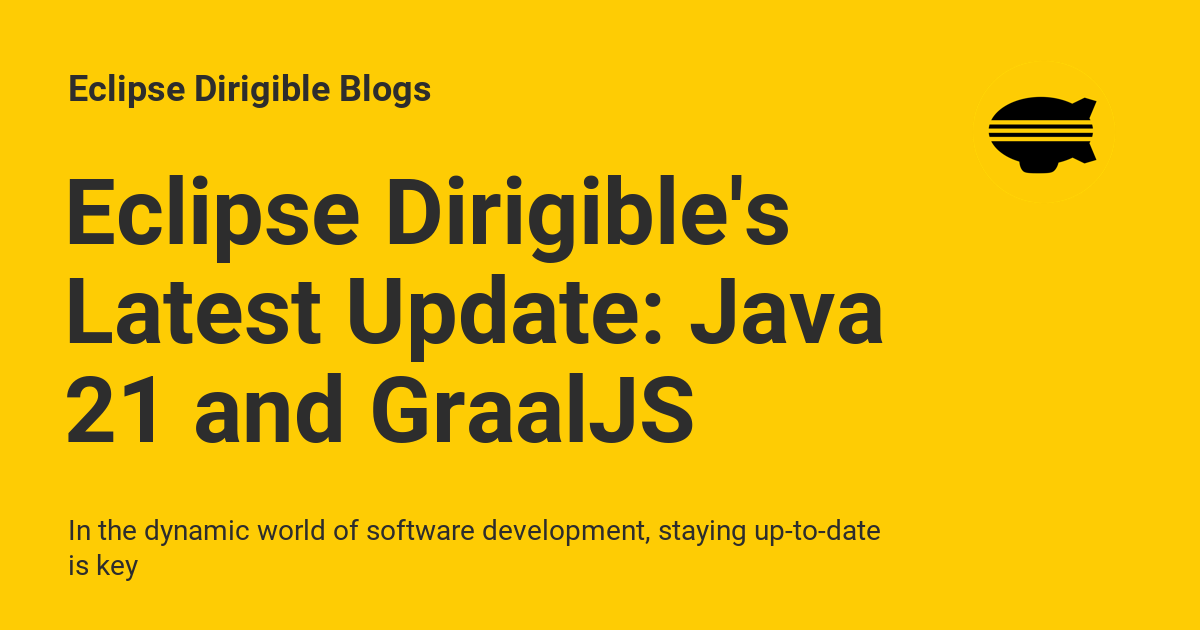 Eclipse Dirigible Blogs
Eclipse Dirigible's
Latest Update: Java
21 and GraalJS
In the dynamic world of software development, staying up-to-date
is key